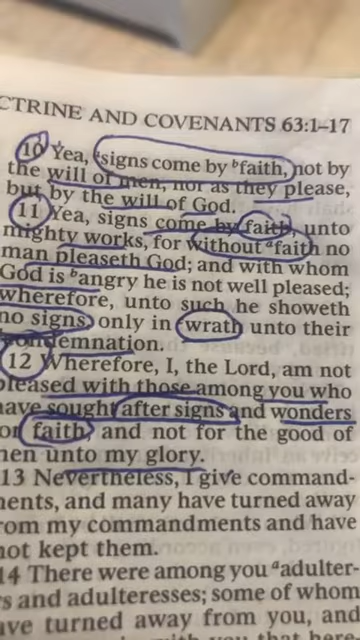 CTRINE AND COVENANTS 63:1–17
10 Yea, a signs come by b faith, not by
the will of men, nor as they please,
but by the will of God.
11 Yea, signs come by faith, unto
mighty works, for without a faith no
man pleaseth God; and with whom
God is b angry he is not well pleased;
wherefore, unto such he showeth
no signs, only in wrath unto their
condemnation.
12 Wherefore, I, the Lord, am not
pleased with those among you who
have sought after signs and wonders
or faith, and not for the good of
men unto my glory.
13 Nevertheless, I give command-
ments, and many have turned away
from my commandments and have
not kept them.
14 There were among you a adulter-
rs and adulteresses; some of whom
ave turned away from you, and